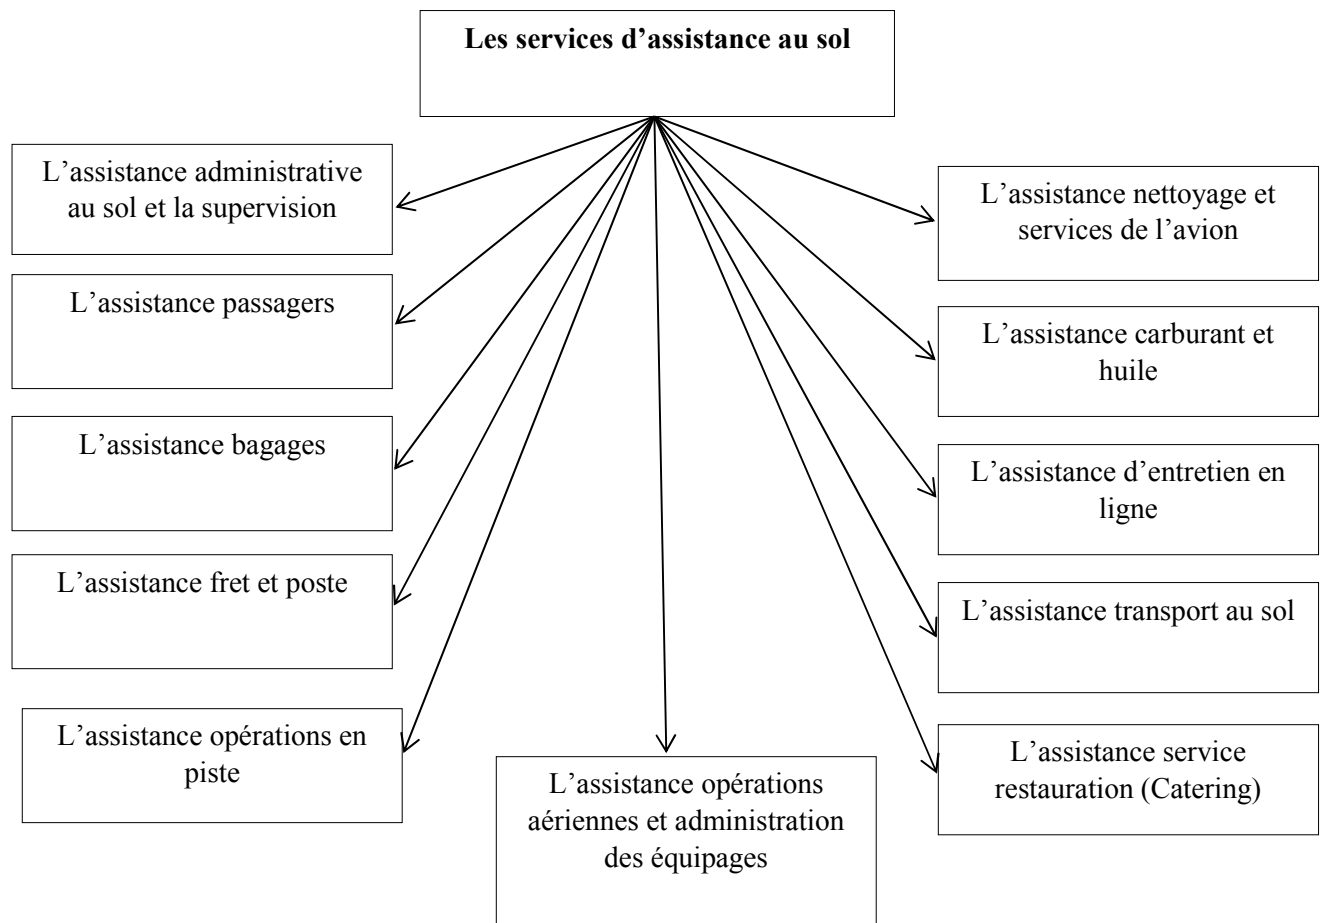 Les services d’assistance au sol
L’assistance administrative
au sol et la supervision
L’assistance passagers
L’assistance bagages
L’assistance fret et poste
L’assistance opérations en
piste
L’assistance opérations
aériennes et administration
des équipages
L’assistance nettoyage et
services de l’avion
L’assistance carburant et
huile
L’assistance d’entretien en
ligne
L’assistance transport au sol
L’assistance service
restauration (Catering)